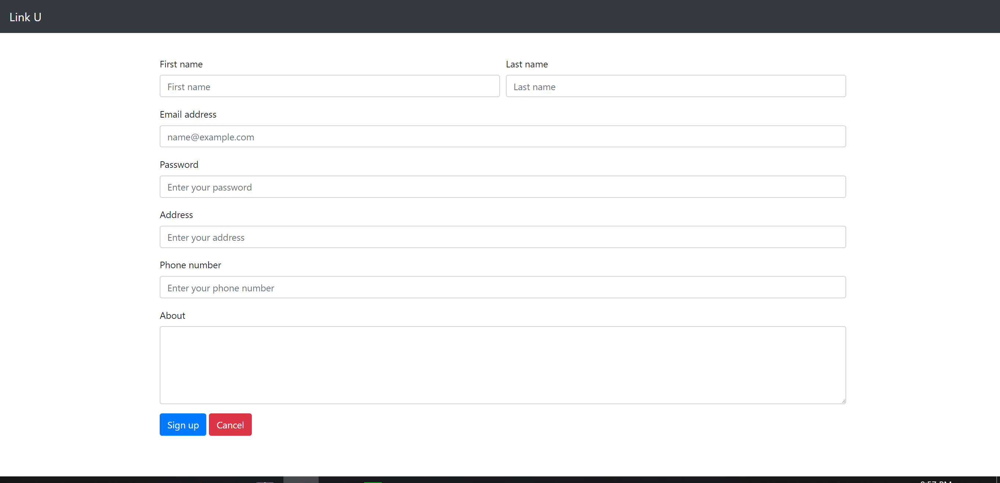 Link U
First name Last name
First name Last name
Email address
name@example.com
Password
Enter your password
Address
Enter your address
Phone number
Enter your phone number
About
Sign up Cancel